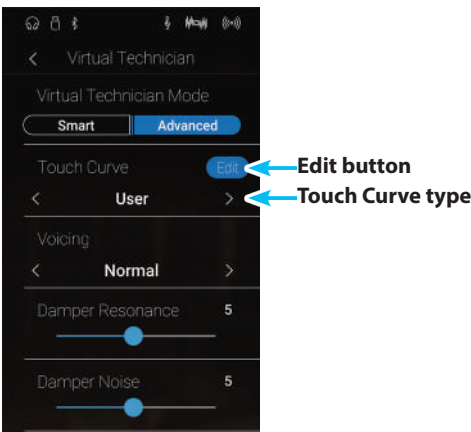 Virtual Technician
Virtual Technician Mode
Smart Advanced
Touch Curve Edit
User
Voicing
Normal
Damper Resonance 5
Damper Noise 5
Edit button
Touch Curve type